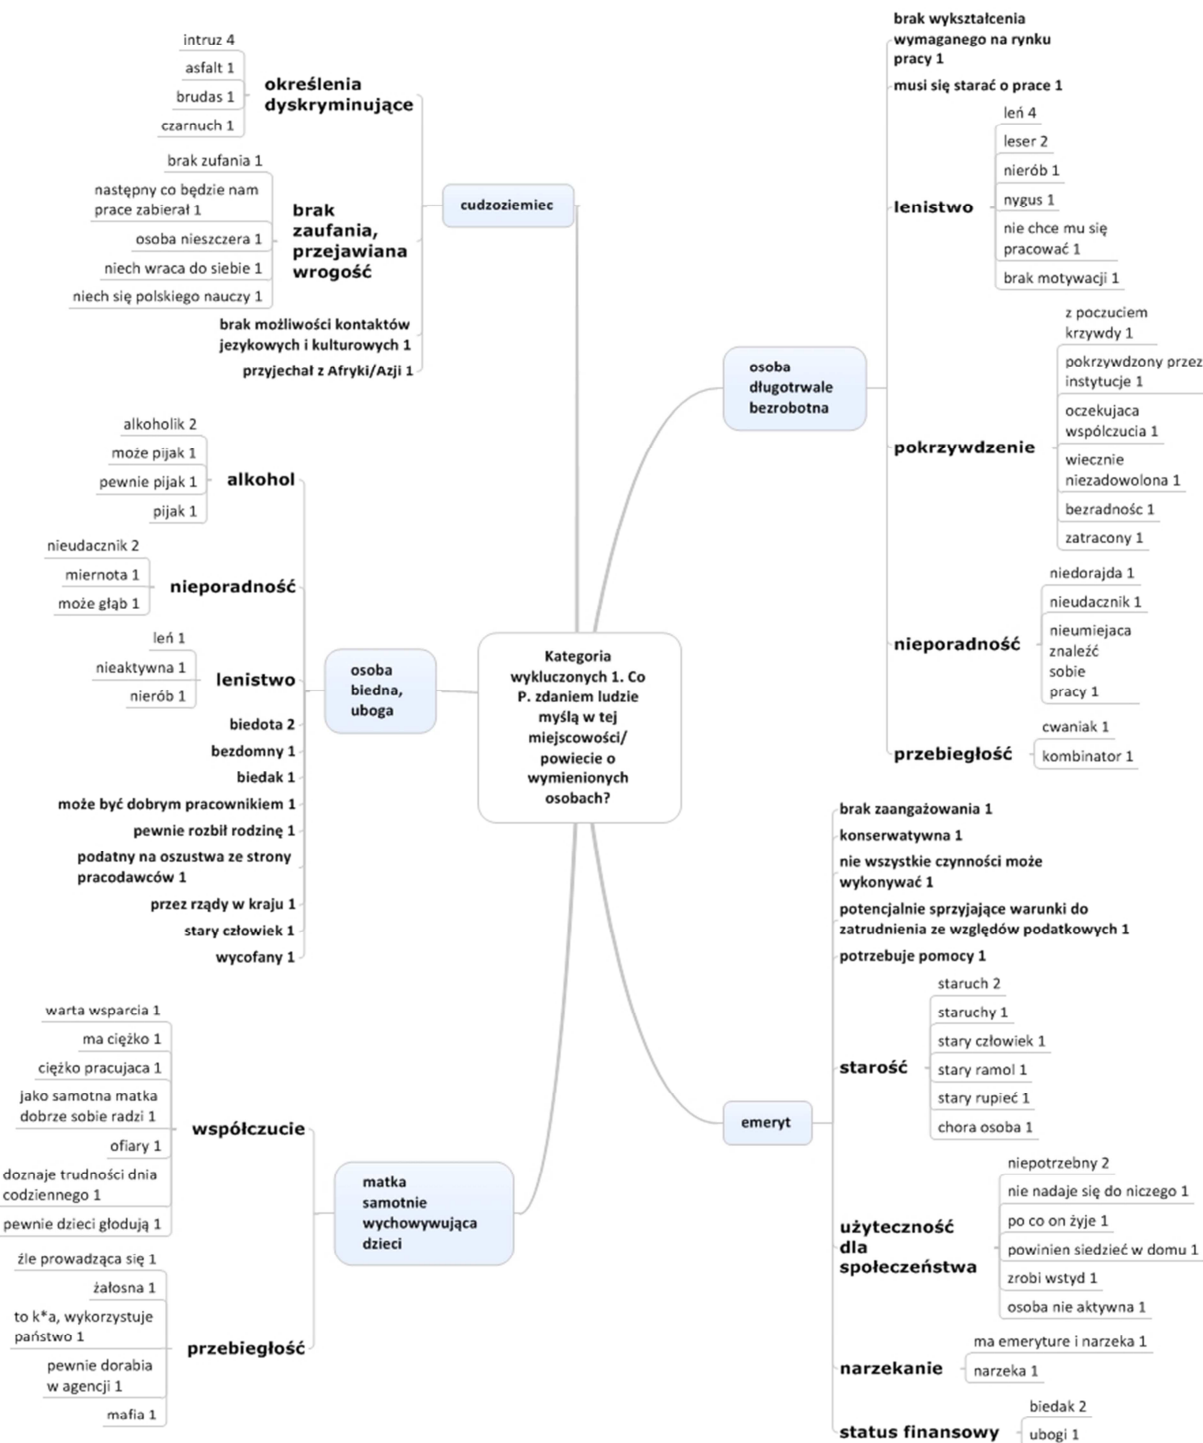 Kategoria
wykluczonych 1. Co
P. zdaniem ludzie
myślą w tej
miejscowości/
powiecie o
wymienionych
osobach?
cudzoziemiec
określenia
dyskryminujące
intruz 4
asfalt 1
brudas 1
czarnuch 1
brak
zaufania,
przejawiana
wrogość
brak zufania 1
następny co będzie nam
prace zabierał 1
osoba nieszczera 1
niech wraca do siebie 1
niech się polskiego nauczy 1
brak możliwości kontaktów
jezykowych i kulturowych 1
przyjechał z Afryki/Azji 1
osoba
biedna,
uboga
alkohol
alkoholik 2
może pijak 1
pewnie pijak 1
pijak 1
nieporadność
nieudacznik 2
miernota 1
może głąb 1
lenistwo
leń 1
nieaktywna 1
nierób 1
biedota 2
bezdomny 1
biedak 1
może być dobrym pracownikiem 1
pewnie rozbił rodzinę 1
podatny na oszustwa ze strony
pracodawców 1
przez rządy w kraju 1
stary człowiek 1
wycofany 1
matka
samotnie
wychowywująca
dzieci
współczucie
warta wsparcia 1
ma ciężko 1
ciężko pracujaca 1
jako samotna matka
dobrze sobie radzi 1
ofiary 1
doznaje trudności dnia
codziennego 1
pewnie dzieci głodują 1
przebiegłość
źle prowadząca się 1
żałosna 1
to k*a, wykorzystuje
państwo 1
pewnie dorabia
w agencji 1
mafia 1
osoba
długotrwale
bezrobotna
brak wykształcenia
wymaganego na rynku
pracy 1
musi się starać o prace 1
lenistwo
leń 4
leser 2
nierób 1
nygus 1
nie chce mu się
pracować 1
brak motywacji 1
pokrzywdzenie
z poczuciem
krzywdy 1
pokrzywdzony przez
instytucje 1
oczekujaca
wspólczucia 1
wiecznie
niezadowolona 1
bezradnośc 1
zatracony 1
nieporadność
niedorajda 1
nieudacznik 1
nieumiejaca
znaleźć
sobie
pracy 1
przebiegłość
cwaniak 1
kombinator 1
emeryt
brak zaangażowania 1
konserwatywna 1
nie wszystkie czynności może
wykonywać 1
potencjalnie sprzyjające warunki do
zatrudnienia ze względów podatkowych 1
potrzebuje pomocy 1
starość
staruch 2
staruchy 1
stary człowiek 1
stary ramol 1
stary rupieć 1
chora osoba 1
użyteczność
dla
społeczeństwa
niepotrzebny 2
nie nadaje się do niczego 1
po co on żyje 1
powinien siedzieć w domu 1
zrobi wstyd 1
osoba nie aktywna 1
narzekanie
ma emeryture i narzeka 1
narzeka 1
status finansowy
biedak 2
ubogi 1